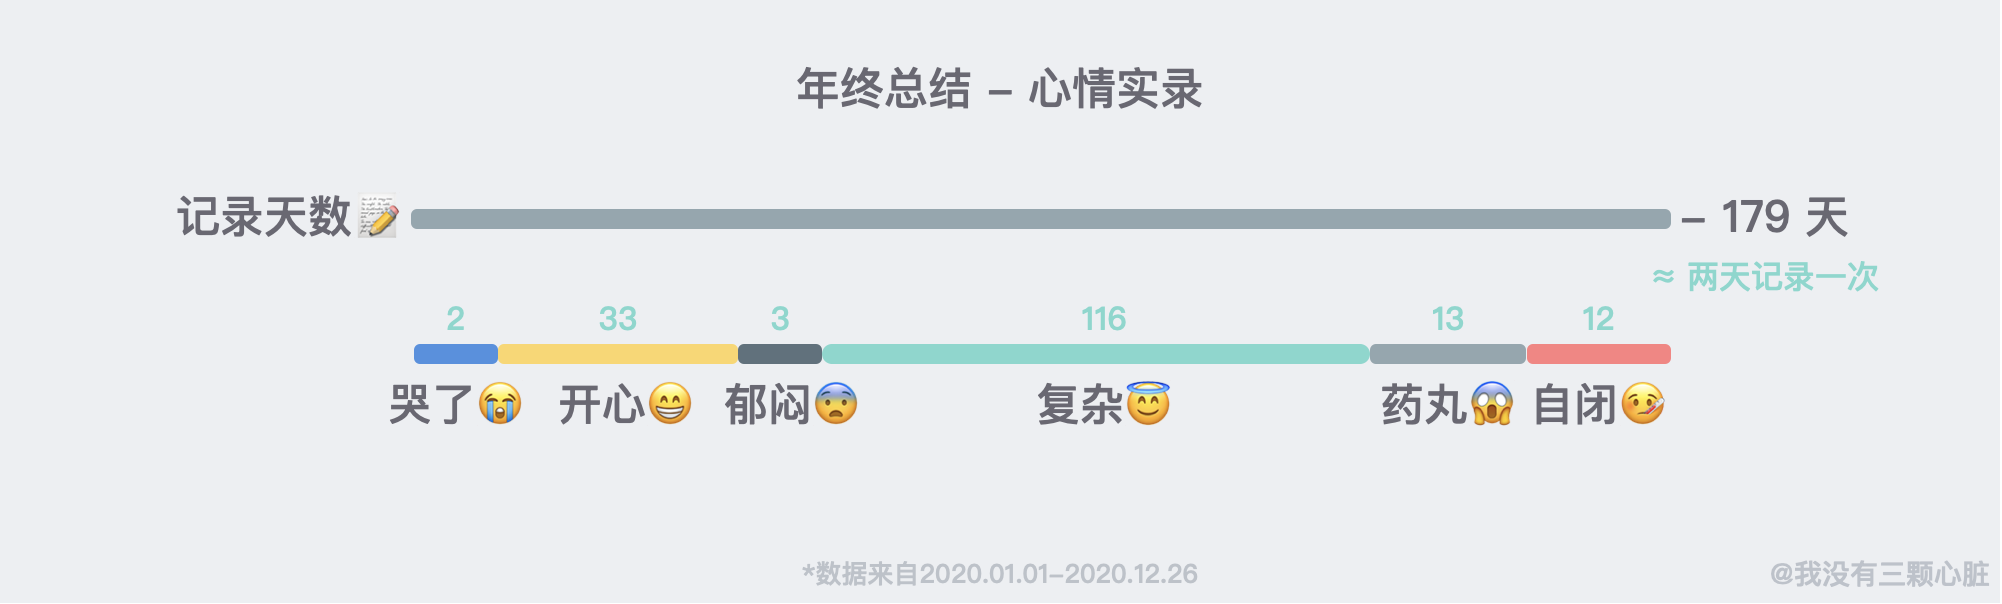 年终总结 – 心情实录
记录天数📝 – 179 天
≈ 两天记录一次
2 33 3 116 13 12
哭了😭 开心😁 郁闷😨 复杂😇 药丸😱 自闭🤒
*数据来自2020.01.01–2020.12.26
@我没有三颗心脏